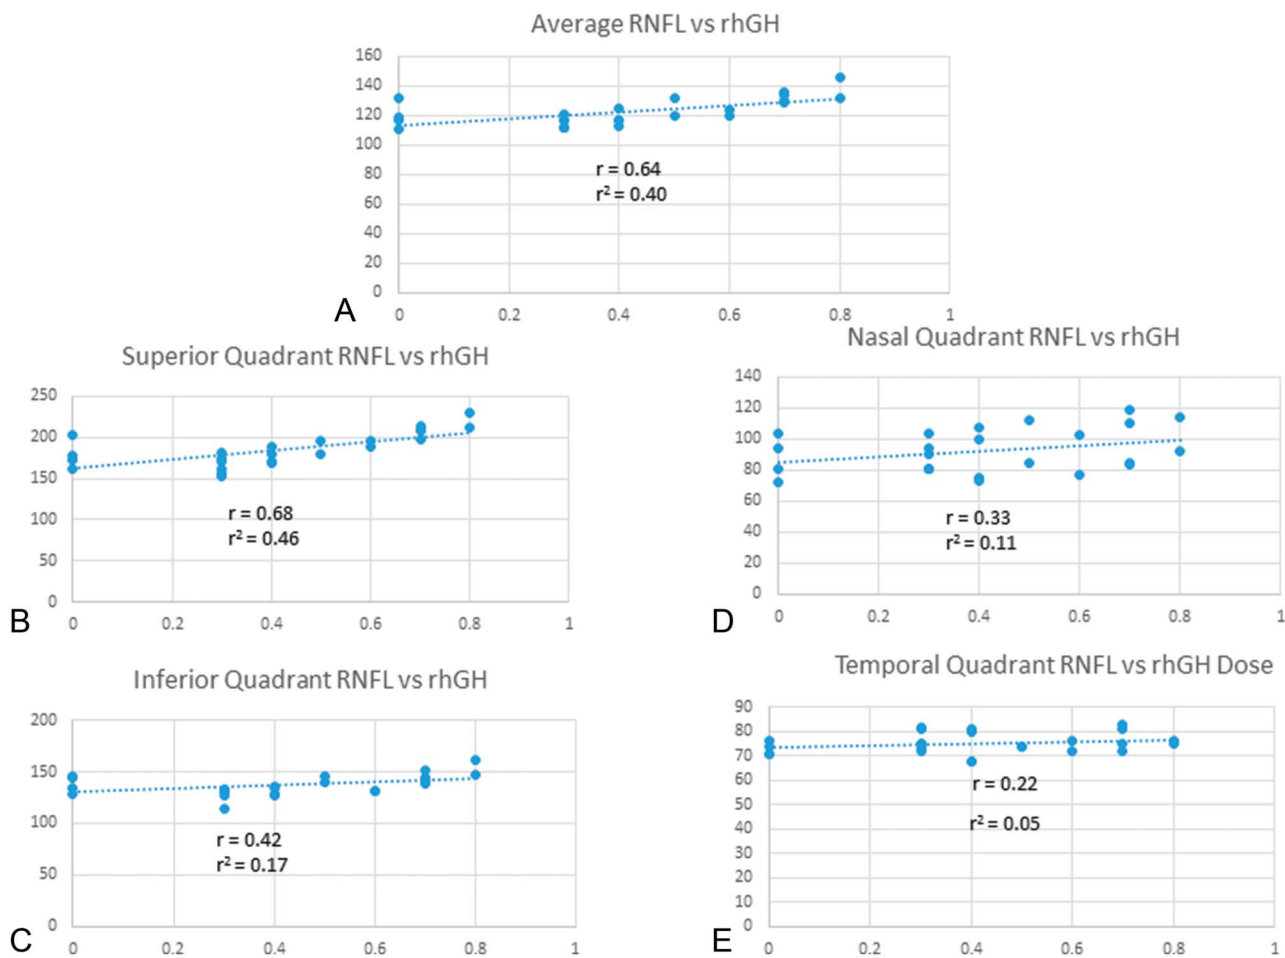 Average RNFL vs rhGH
160
140
120
100
80
60
40
20
0
r = 0.64
r² = 0.40
0 0.2 0.4 0.6 0.8 1
A
Superior Quadrant RNFL vs rhGH
250
200
150
100
50
0
r = 0.68
r² = 0.46
0 0.2 0.4 0.6 0.8 1
B
Inferior Quadrant RNFL vs rhGH
200
150
100
50
0
r = 0.42
r² = 0.17
0 0.2 0.4 0.6 0.8 1
C
Nasal Quadrant RNFL vs rhGH
140
120
100
80
60
40
20
0
r = 0.33
r² = 0.11
0 0.2 0.4 0.6 0.8 1
D
Temporal Quadrant RNFL vs rhGH Dose
90
80
70
60
50
40
30
20
10
0
r = 0.22
r² = 0.05
0 0.2 0.4 0.6 0.8 1
E